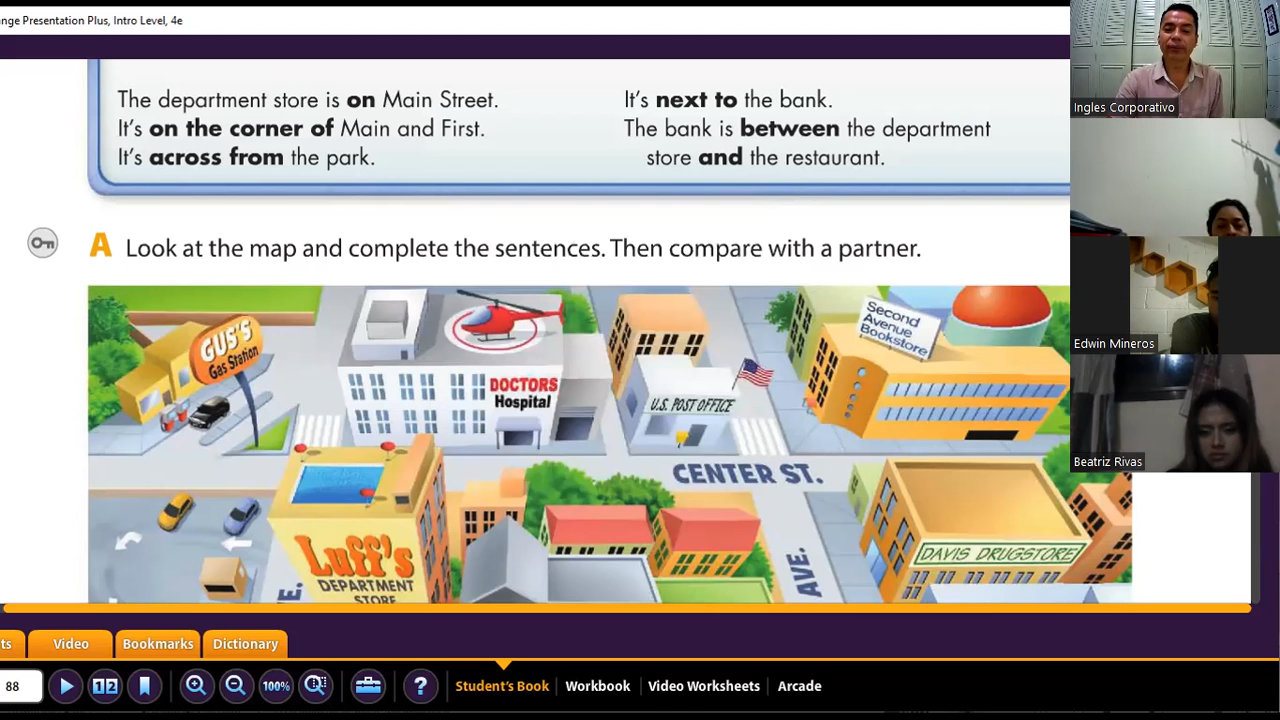 nge Presentation Plus, Intro Level, 4e
The department store is on Main Street.
It's on the corner of Main and First.
It's across from the park.
It's next to the bank.
The bank is between the department
store and the restaurant.
A Look at the map and complete the sentences. Then compare with a partner.
GUS'S
Gas Station
DOCTORS
Hospital
U.S. POST OFFICE
Second
Avenue
Bookstore
CENTER ST.
Luff's
DEPARTMENT
STORE
E.
AVE.
DAVIS DRUGSTORE
Ingles Corporativo
Edwin Mineros
Beatriz Rivas
ts
Video
Bookmarks
Dictionary
88
12
100%
?
Student's Book
Workbook
Video Worksheets
Arcade